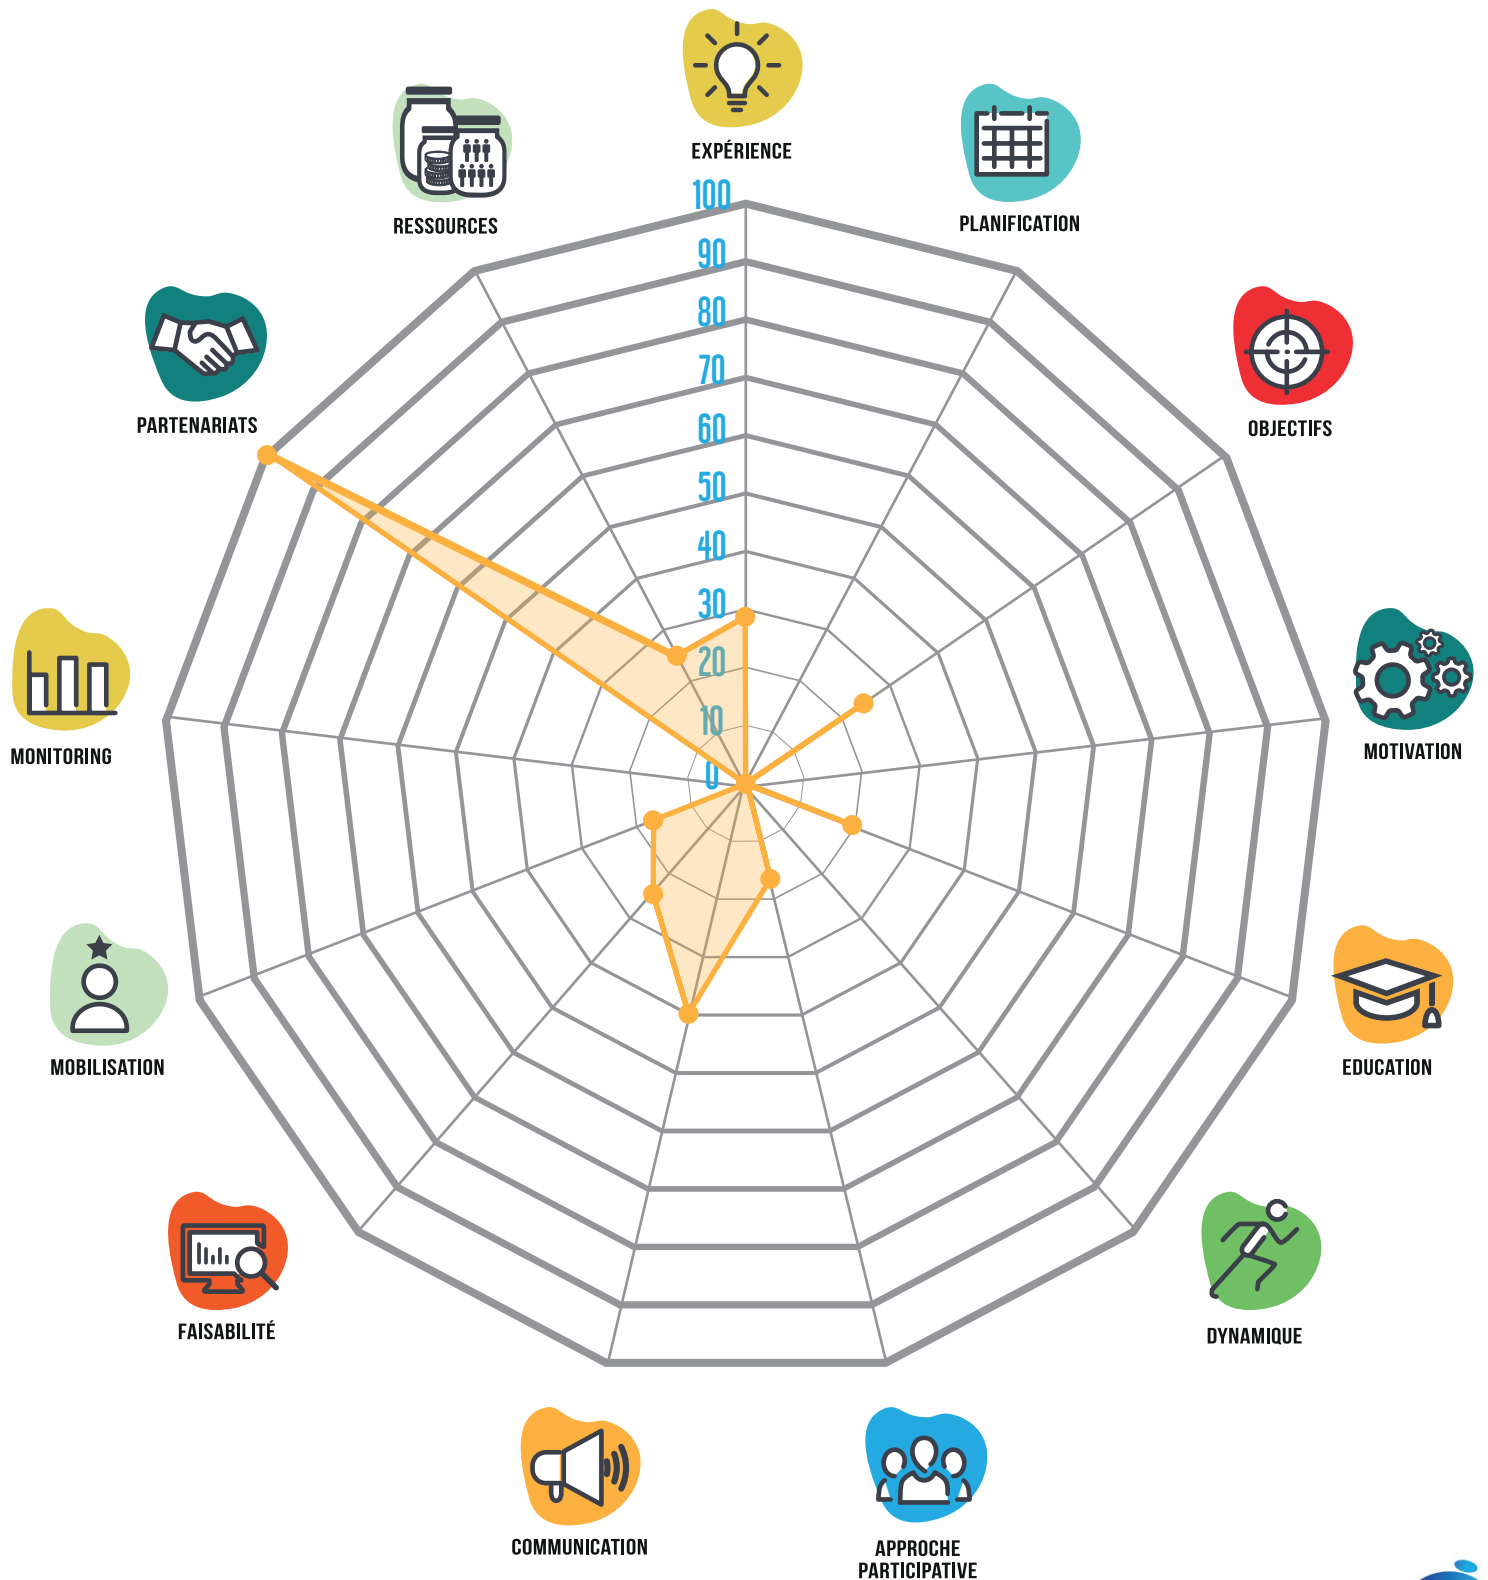 EXPÉRIENCE
RESSOURCES
PLANIFICATION
PARTENARIATS
OBJECTIFS
MONITORING
MOTIVATION
MOBILISATION
EDUCATION
FAISABILITÉ
DYNAMIQUE
COMMUNICATION
APPROCHE
PARTICIPATIVE
100
90
80
70
60
50
40
30
20
10
0